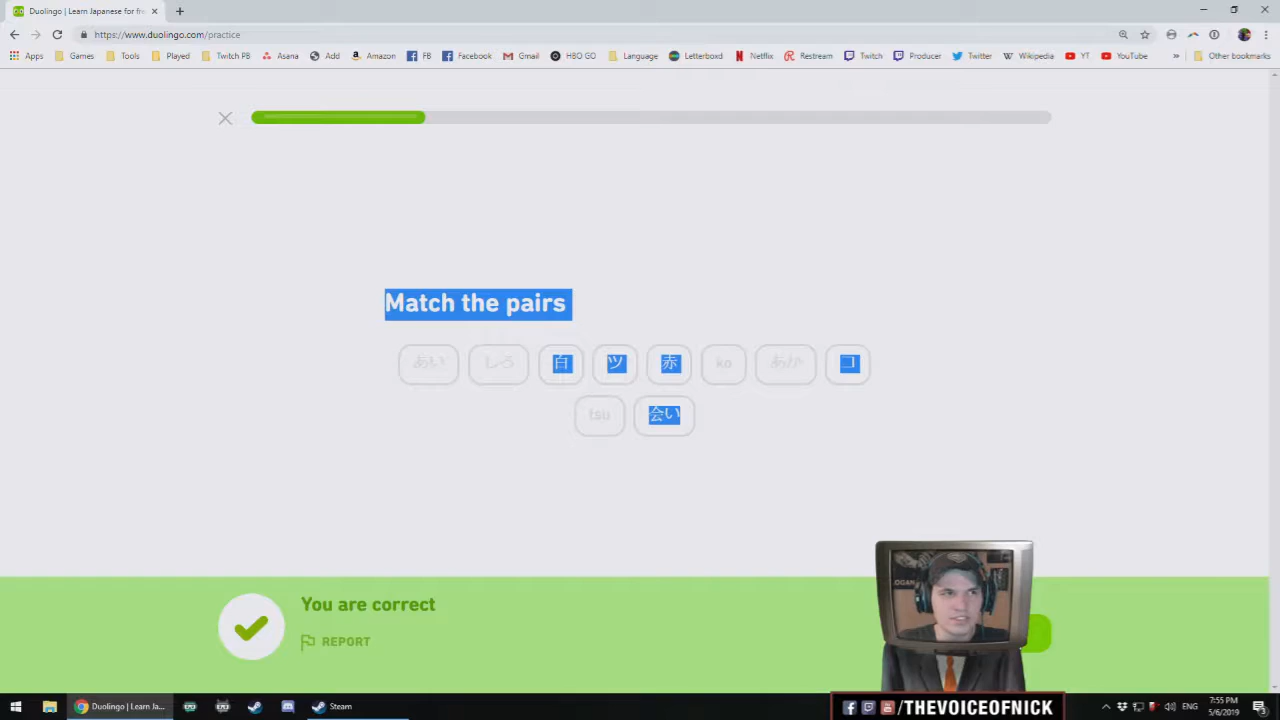 Duolingo | Learn Japanese for fr
https://www.duolingo.com/practice
Apps Games Tools Played Twitch PB Asana Add Amazon FB Facebook Gmail HBO GO Language Letterboxd Netflix Restream Twitch Producer Twitter Wikipedia YT YouTube » Other bookmarks
Match the pairs
あい しろ 白 ツ 赤 ko あか コ
tsu 会い
You are correct
REPORT
OGAN
Duolingo | Learn Ja... Steam ENG 7:55 PM
5/6/2019
/THEVOICEOFNICK